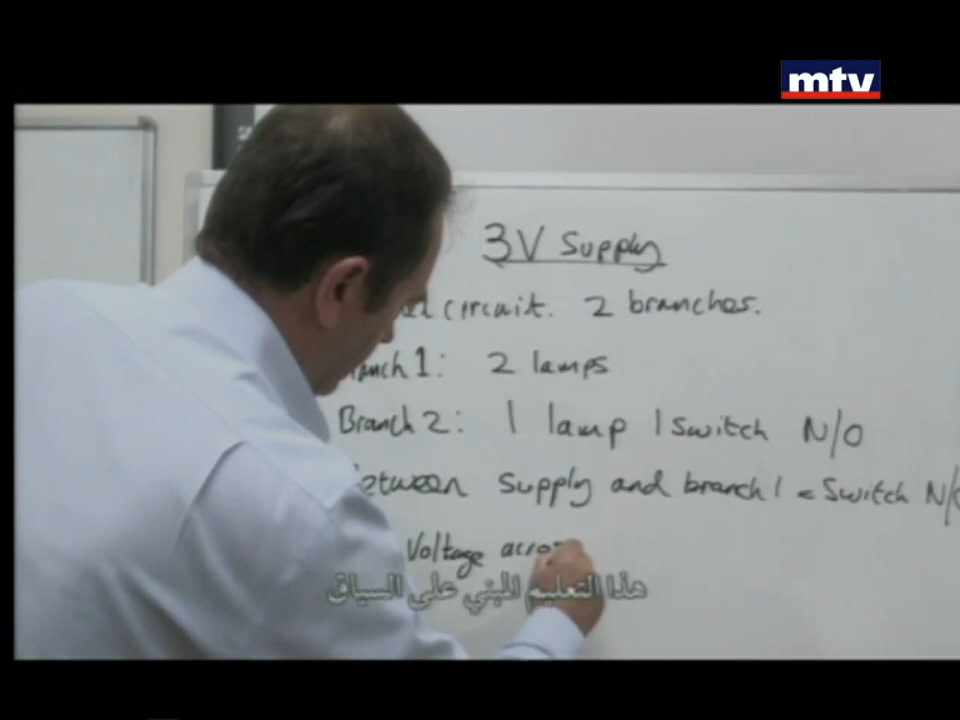 mtv
3V Supply
circuit. 2 branches.
1: 2 lamps
Branch 2: 1 lamp 1 switch N/O
Between supply and branch 1 a switch
Voltage
هذا التعليم المبني على السياق